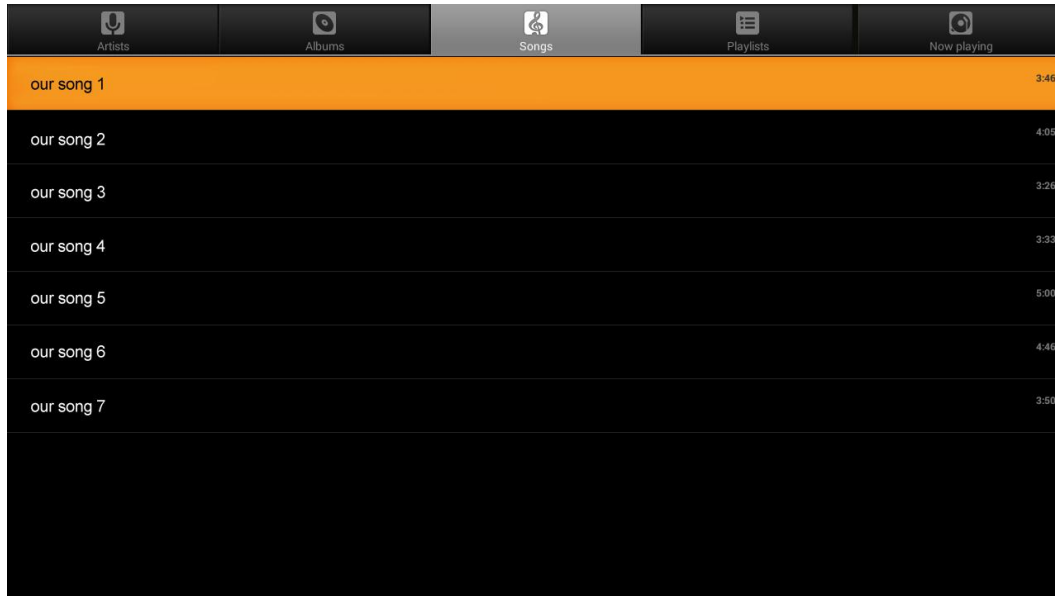 Artists Albums Songs Playlists Now playing
our song 1 3:46
our song 2 4:05
our song 3 3:26
our song 4 3:33
our song 5 5:00
our song 6 4:46
our song 7 3:50